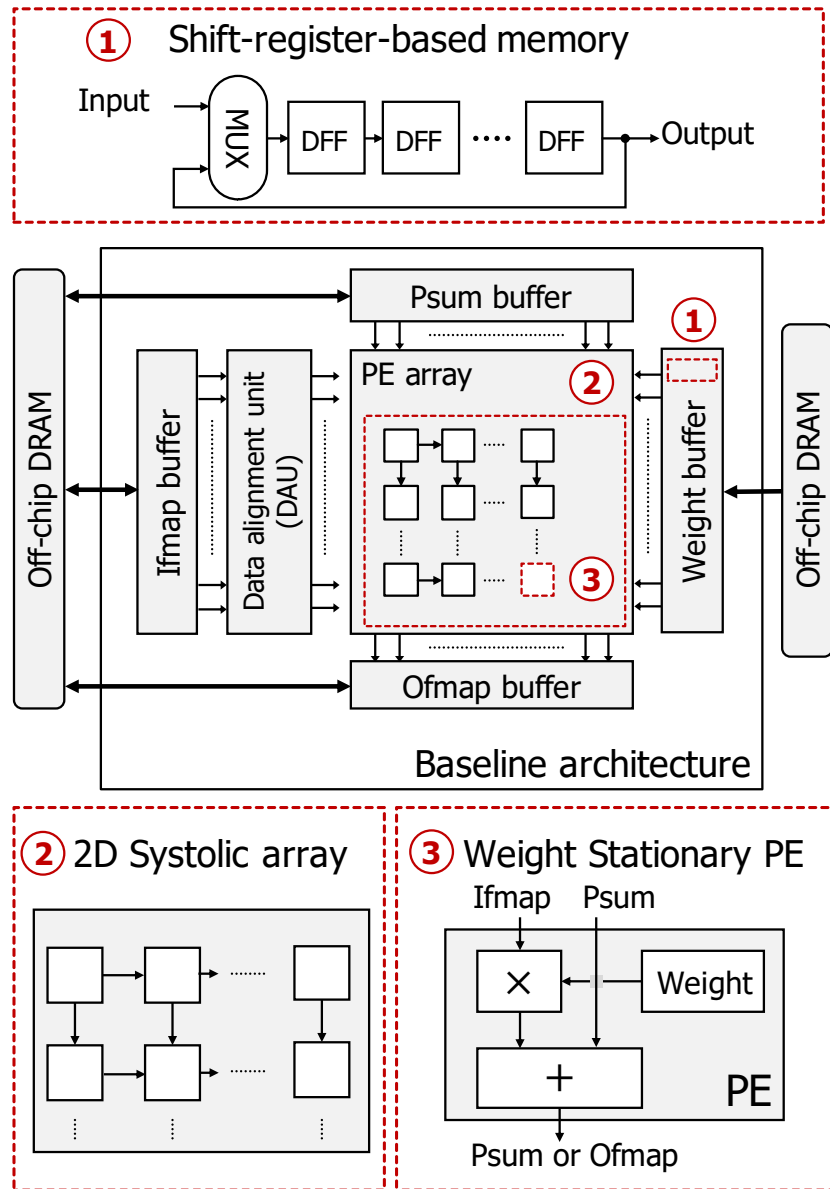 1 Shift-register-based memory
Input
MUX
DFF
DFF
DFF
Output
Psum buffer
1
PE array
2
Off-chip DRAM
Ifmap buffer
Data alignment unit
(DAU)
Weight buffer
Off-chip DRAM
3
Ofmap buffer
Baseline architecture
2 2D Systolic array
3 Weight Stationary PE
Ifmap Psum
×
Weight
+
PE
Psum or Ofmap